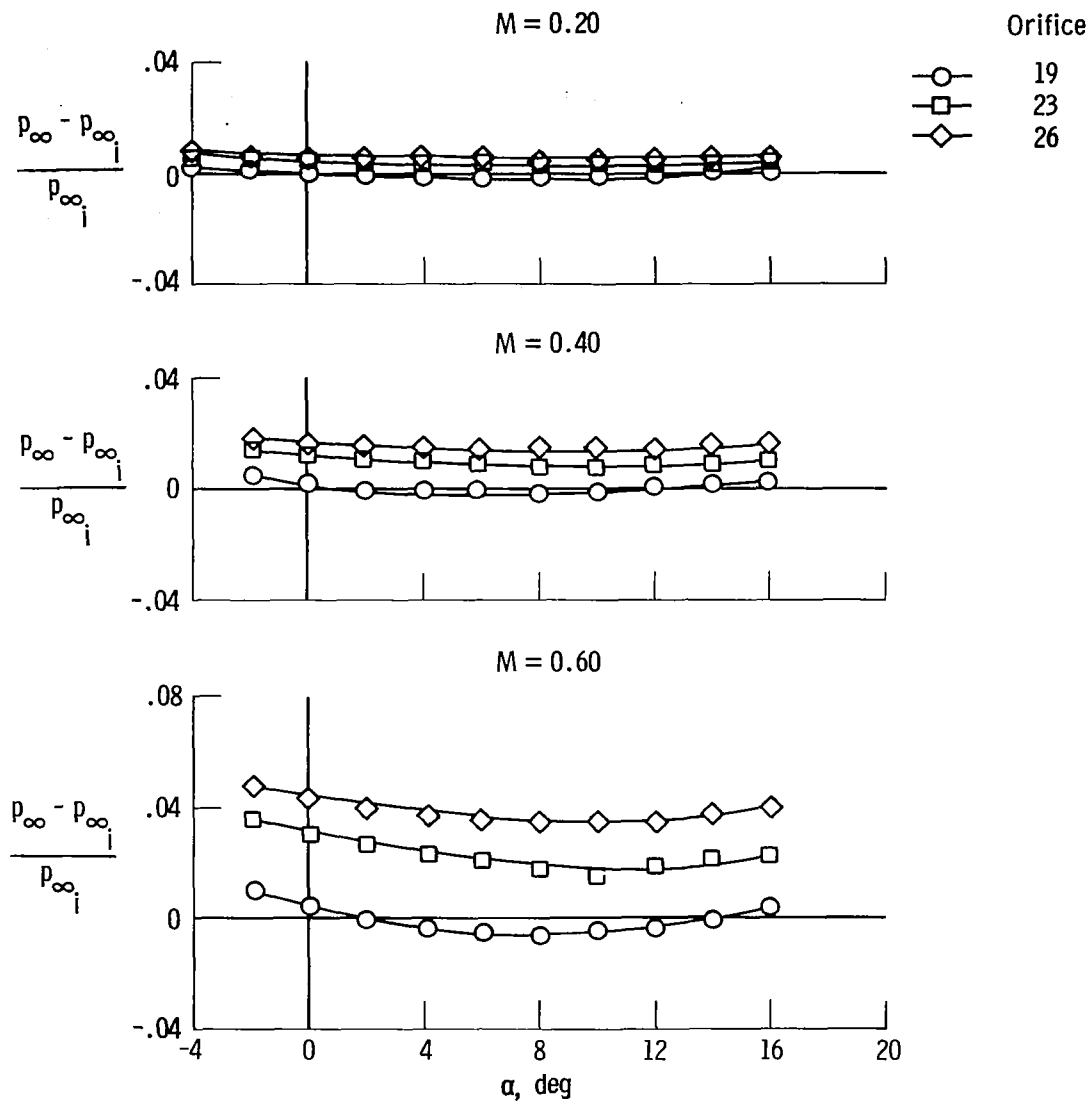 M = 0.20
Orifice
19
23
26
.04
0
-.04
p∞ - p∞i
p∞i
M = 0.40
.04
0
-.04
p∞ - p∞i
p∞i
M = 0.60
.08
.04
0
-.04
p∞ - p∞i
p∞i
-4 0 4 8 12 16 20
α, deg